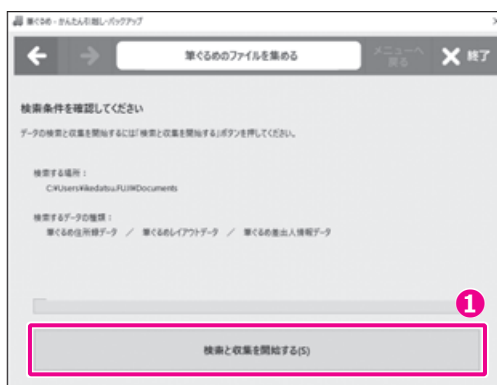 筆ぐるめ - かんたん引越し・バックアップ
筆ぐるめのファイルを集める
メニューへ
戻る
終了
検索条件を確認してください
データの検索と収集を開始するには「検索と収集を開始する」ボタンを押してください。
検索する場所：
C:¥Users¥ikedatsu.FUJI¥Documents
検索するデータの種類：
筆ぐるめ住所録データ ／ 筆ぐるめレイアウトデータ ／ 筆ぐるめ差出人情報データ
1
検索と収集を開始する(S)